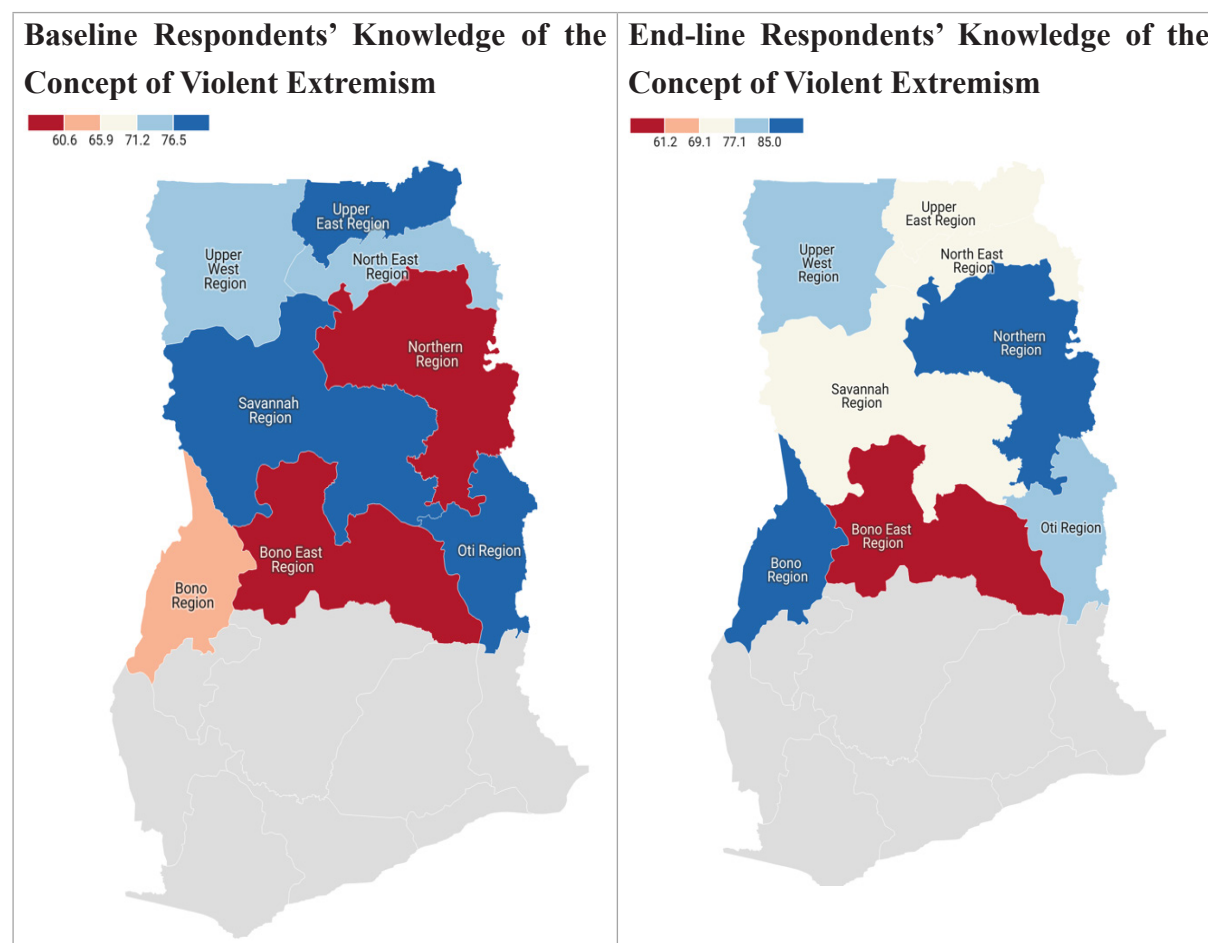 Baseline Respondents’ Knowledge of the
Concept of Violent Extremism
60.6 65.9 71.2 76.5
Upper
East Region
Upper
West
Region
North East
Region
Northern
Region
Savannah
Region
Bono East
Region
Oti Region
Bono
Region
End-line Respondents’ Knowledge of the
Concept of Violent Extremism
61.2 69.1 77.1 85.0
Upper
East Region
Upper
West
Region
North East
Region
Northern
Region
Savannah
Region
Bono East
Region
Oti Region
Bono
Region